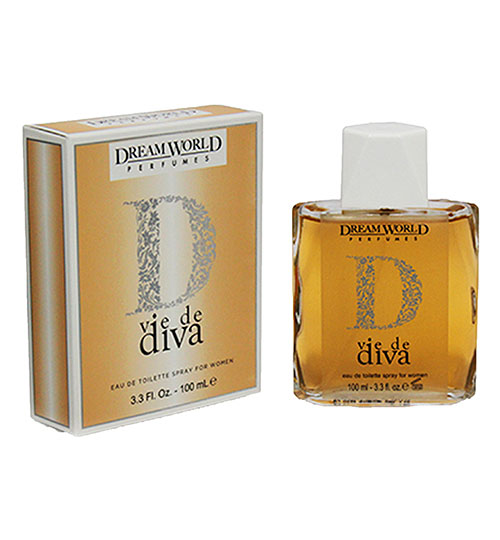 DREAM WORLD
PERFUMES
D
vie de
diva
EAU DE TOILETTE SPRAY FOR WOMEN
3.3 Fl. Oz. - 100 mL ℮
DREAM WORLD
PERFUMES
D
vie de
diva
eau de toilette spray for women
100 ml - 3.3 fl. oz. ℮